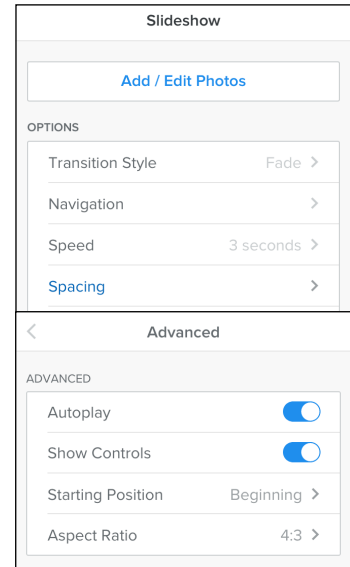 Slideshow
Add / Edit Photos
OPTIONS
Transition Style Fade
Navigation
Speed 3 seconds
Spacing
Advanced
ADVANCED
Autoplay
Show Controls
Starting Position Beginning
Aspect Ratio 4:3